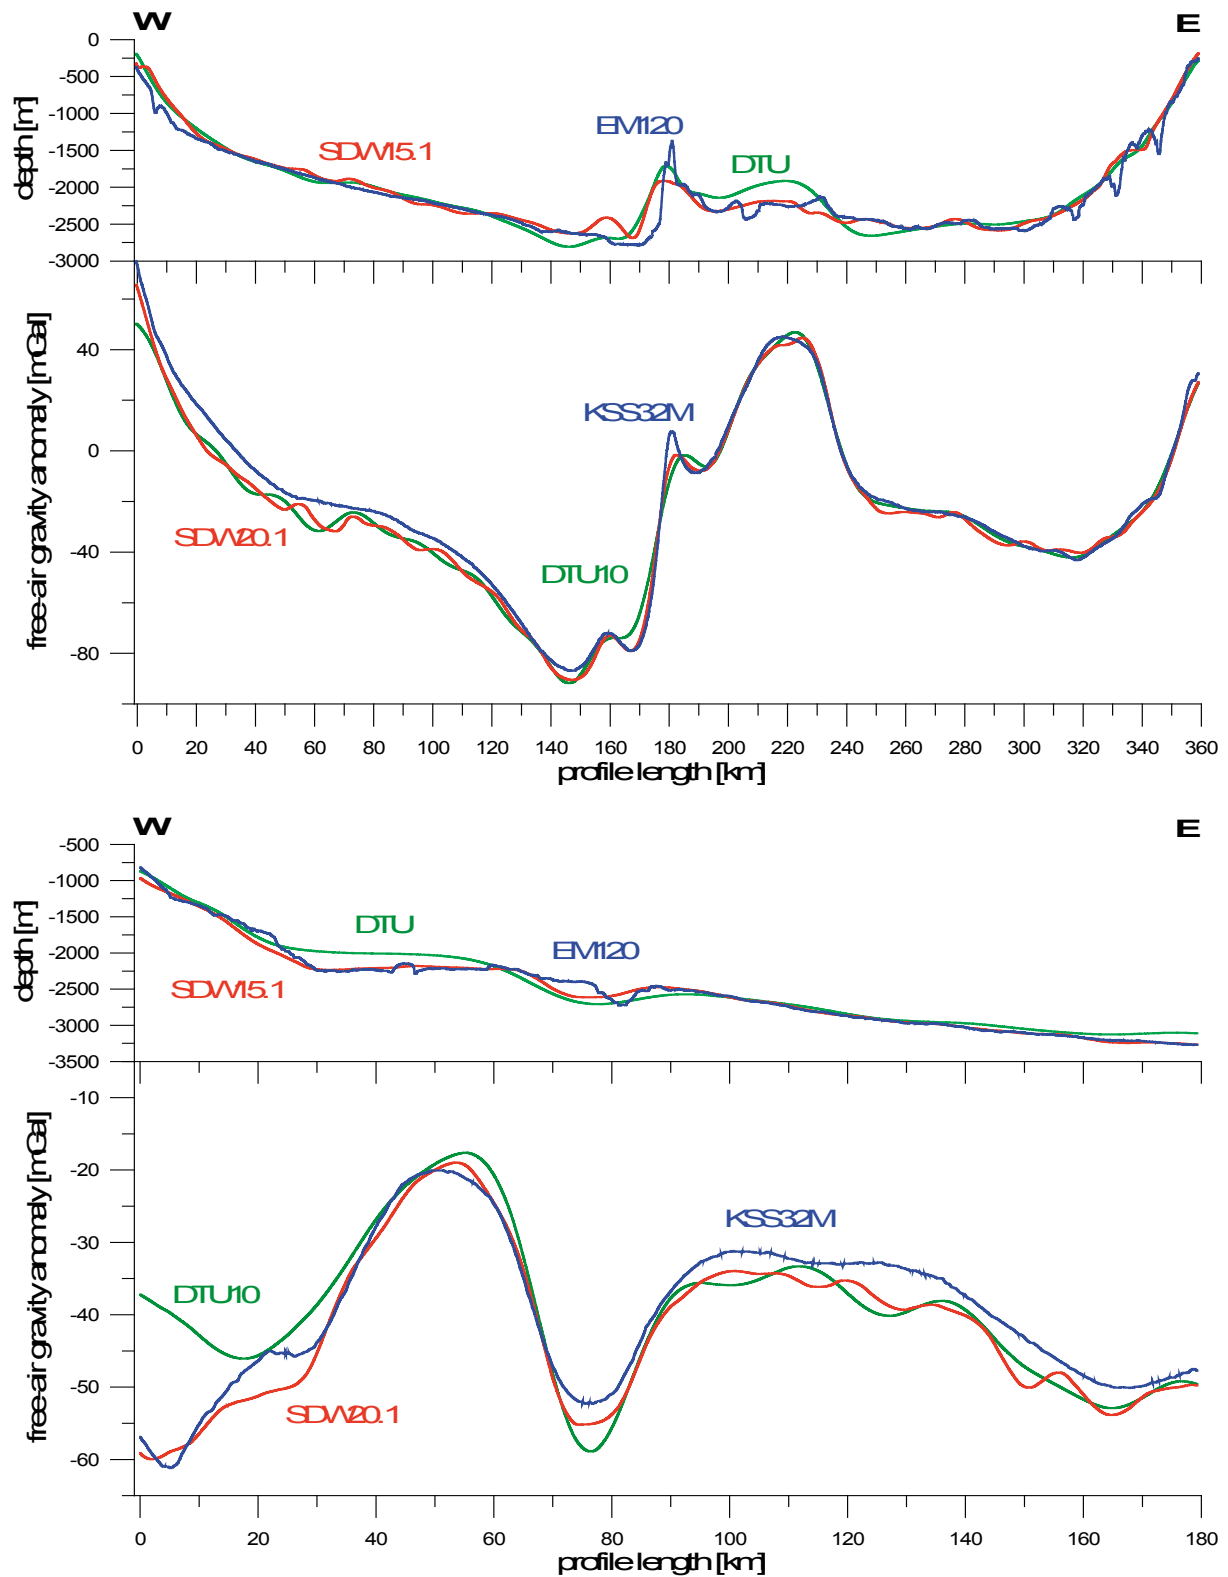 W E
0
-500
-1000
-1500
-2000
-2500
-3000
depth [m]
EM120
SDW15.1
DTU
40
0
-40
-80
free-air gravity anomaly [mGal]
KSS32M
SDW20.1
DTU10
0 20 40 60 80 100 120 140 160 180 200 220 240 260 280 300 320 340 360
profile length [km]
W E
-500
-1000
-1500
-2000
-2500
-3000
-3500
depth [m]
DTU
EM120
SDW15.1
-10
-20
-30
-40
-50
-60
free-air gravity anomaly [mGal]
KSS32M
DTU10
SDW20.1
0 20 40 60 80 100 120 140 160 180
profile length [km]